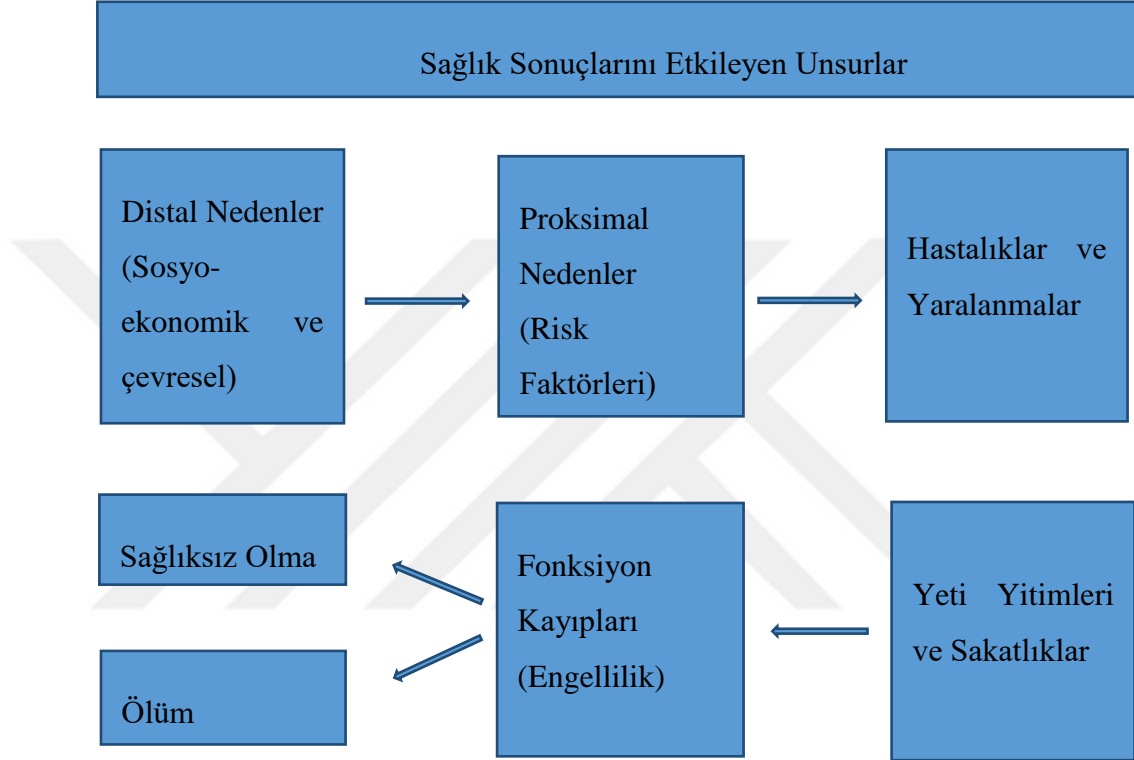 Sağlık Sonuçlarını Etkileyen Unsurlar
Distal Nedenler
(Sosyo-
ekonomik ve
çevresel)
Proksimal
Nedenler
(Risk
Faktörleri)
Hastalıklar ve
Yaralanmalar
Sağlıksız Olma
Ölüm
Fonksiyon
Kayıpları
(Engellilik)
Yeti Yitimleri
ve Sakatlıklar